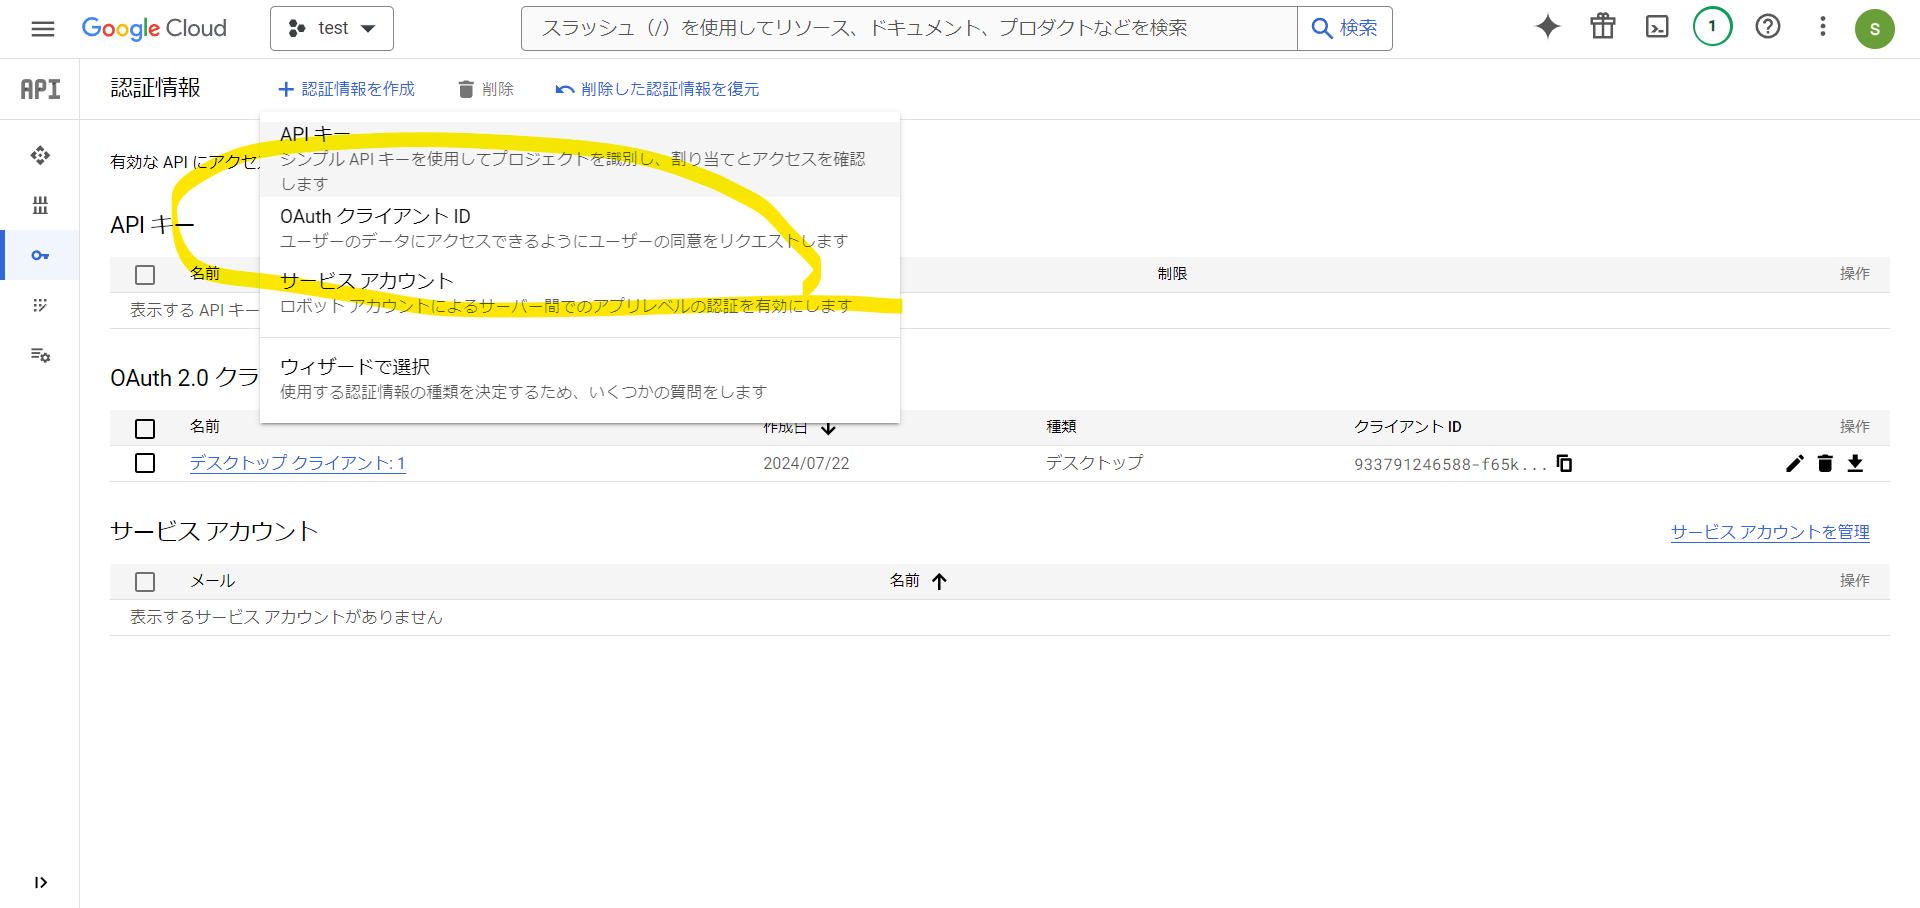 Google Cloud
test
スラッシュ（/）を使用してリソース、ドキュメント、プロダクトなどを検索
検索
1
S
API
認証情報
認証情報を作成
削除
削除した認証情報を復元
有効な API にアクセス
API キー
シンプル API キーを使用してプロジェクトを識別し、割り当てとアクセスを確認
します
OAuth クライアント ID
ユーザーのデータにアクセスできるようにユーザーの同意をリクエストします
サービス アカウント
ロボット アカウントによるサーバー間でのアプリレベルの認証を有効にします
ウィザードで選択
使用する認証情報の種類を決定するため、いくつかの質問をします
API キー
名前
制限
操作
表示する API キー
OAuth 2.0 クラ
名前
作成日
種類
クライアント ID
操作
デスクトップ クライアント: 1
2024/07/22
デスクトップ
933791246588-f65k...
サービス アカウント
サービス アカウントを管理
メール
名前
操作
表示するサービス アカウントがありません